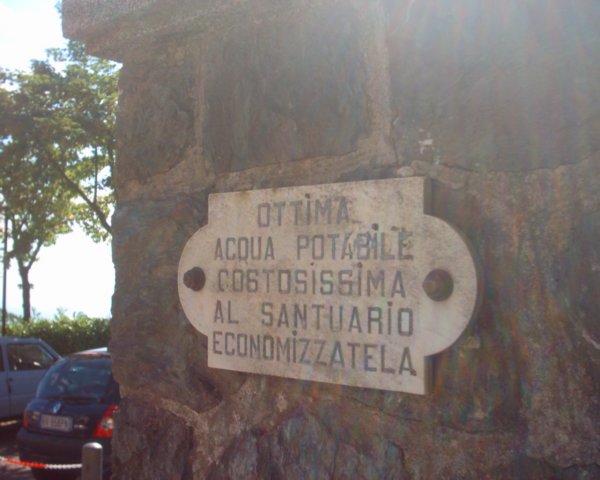 OTTIMA
ACQUA POTABILE
COSTOSISSIMA
AL SANTUARIO
ECONOMIZZATELA